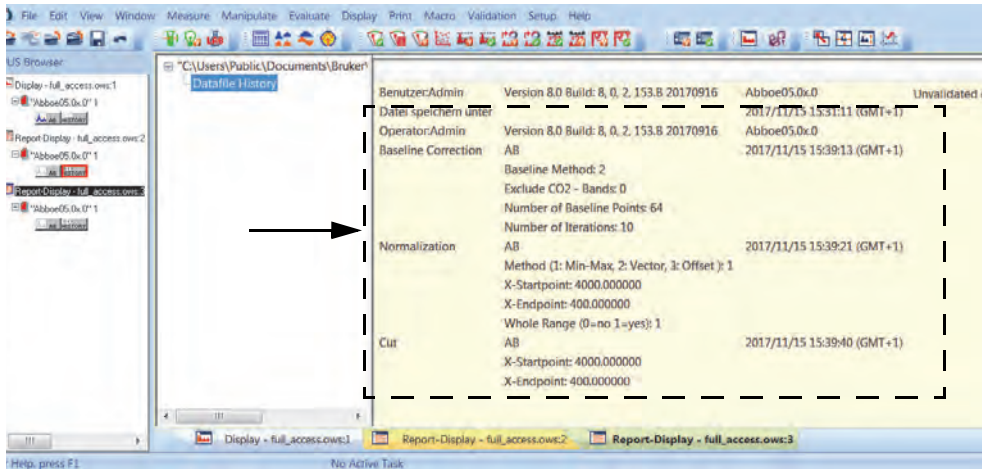 File Edit View Window Measure Manipulate Evaluate Display Print Macro Validation Setup Help
US Browser
Display - full_access.ows:1
"Abboe05.0x.0" 1
Report-Display - full_access.ows:2
"Abboe05.0x.0" 1
Report-Display - full_access.ows:3
"Abboe05.0x.0" 1
"C:\Users\Public\Documents\Bruker\
Datafile History
Benutzer:Admin Version 8.0 Build: 8, 0, 2, 153.B 20170916 Abboe05.0x.0 Unvalidated
Datei speichern unter 2017/11/15 15:31:11 (GMT+1)
Operator:Admin Version 8.0 Build: 8, 0, 2, 153.B 20170916 Abboe05.0x.0
Baseline Correction AB 2017/11/15 15:39:13 (GMT+1)
Baseline Method: 2
Exclude CO2 - Bands: 0
Number of Baseline Points: 64
Number of Iterations: 10
Normalization AB 2017/11/15 15:39:21 (GMT+1)
Method (1: Min-Max, 2: Vector, 3: Offset ): 1
X-Startpoint: 4000.000000
X-Endpoint: 400.000000
Whole Range (0=no 1=yes): 1
Cut AB 2017/11/15 15:39:40 (GMT+1)
X-Startpoint: 4000.000000
X-Endpoint: 400.000000
Display - full_access.ows:1 Report-Display - full_access.ows:2 Report-Display - full_access.ows:3
Help, press F1 No Active Task